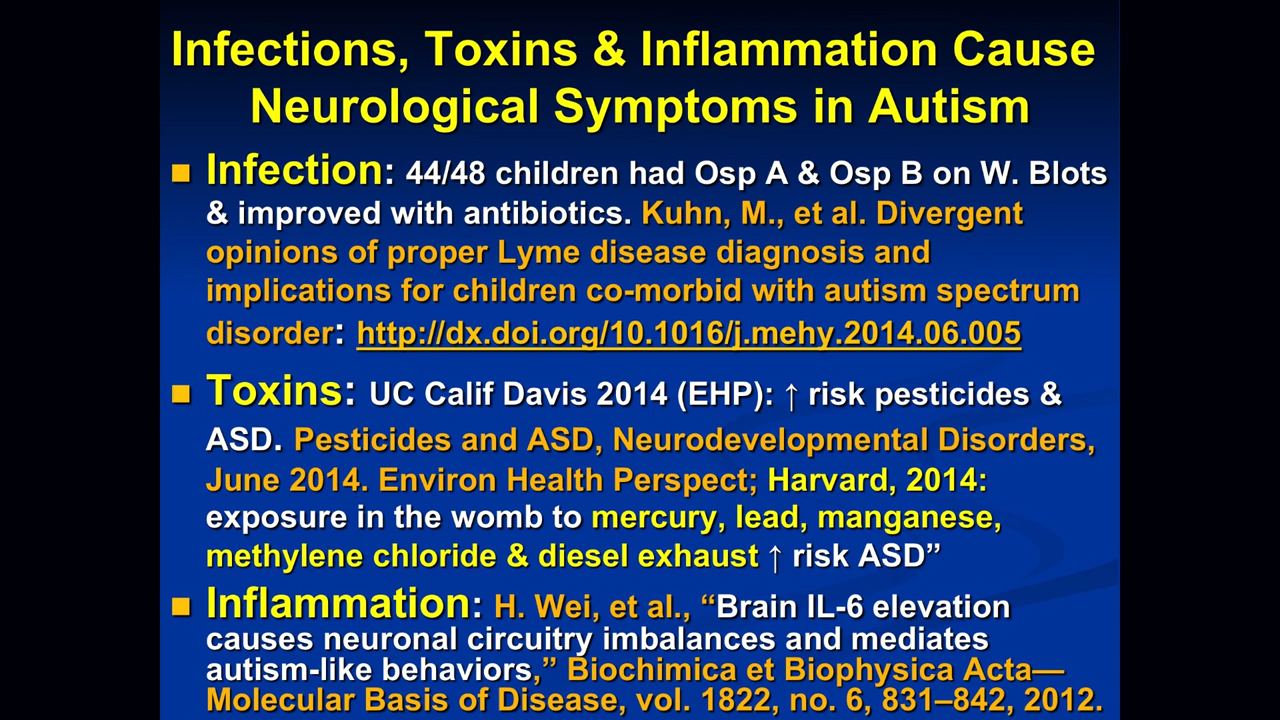 Infections, Toxins & Inflammation Cause
Neurological Symptoms in Autism
Infection: 44/48 children had Osp A & Osp B on W. Blots
& improved with antibiotics. Kuhn, M., et al. Divergent
opinions of proper Lyme disease diagnosis and
implications for children co-morbid with autism spectrum
disorder: http://dx.doi.org/10.1016/j.mehy.2014.06.005
Toxins: UC Calif Davis 2014 (EHP): ↑ risk pesticides &
ASD. Pesticides and ASD, Neurodevelopmental Disorders,
June 2014. Environ Health Perspect; Harvard, 2014:
exposure in the womb to mercury, lead, manganese,
methylene chloride & diesel exhaust ↑ risk ASD”
Inflammation: H. Wei, et al., “Brain IL-6 elevation
causes neuronal circuitry imbalances and mediates
autism-like behaviors,” Biochimica et Biophysica Acta—
Molecular Basis of Disease, vol. 1822, no. 6, 831–842, 2012.